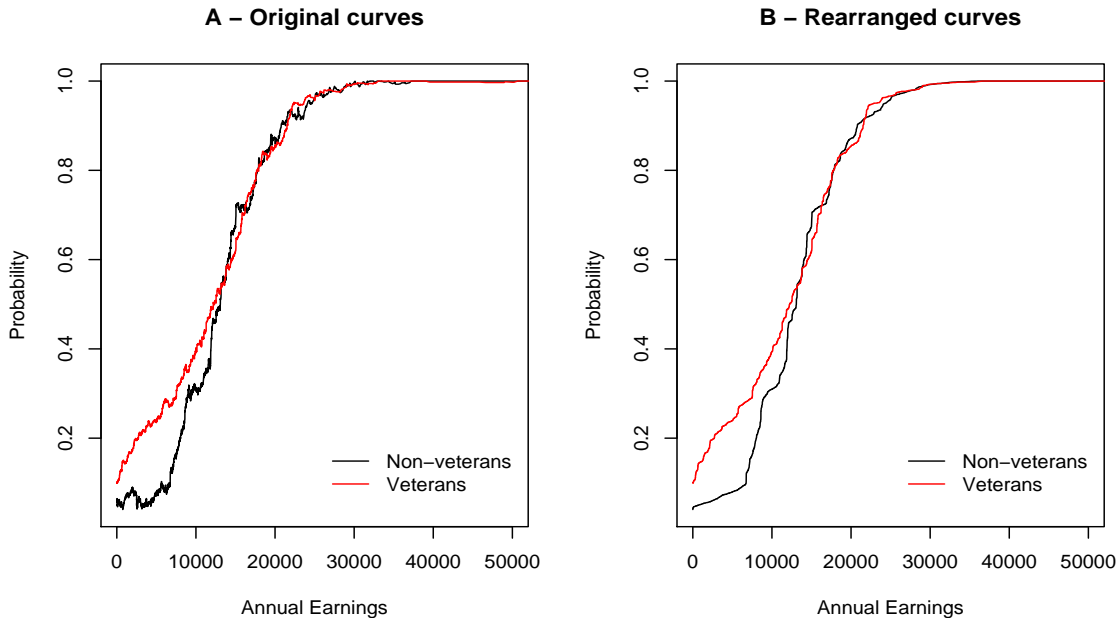 A – Original curves
Probability
1.0
0.8
0.6
0.4
0.2
Non−veterans
Veterans
0 10000 20000 30000 40000 50000
Annual Earnings
B – Rearranged curves
Probability
1.0
0.8
0.6
0.4
0.2
Non−veterans
Veterans
0 10000 20000 30000 40000 50000
Annual Earnings